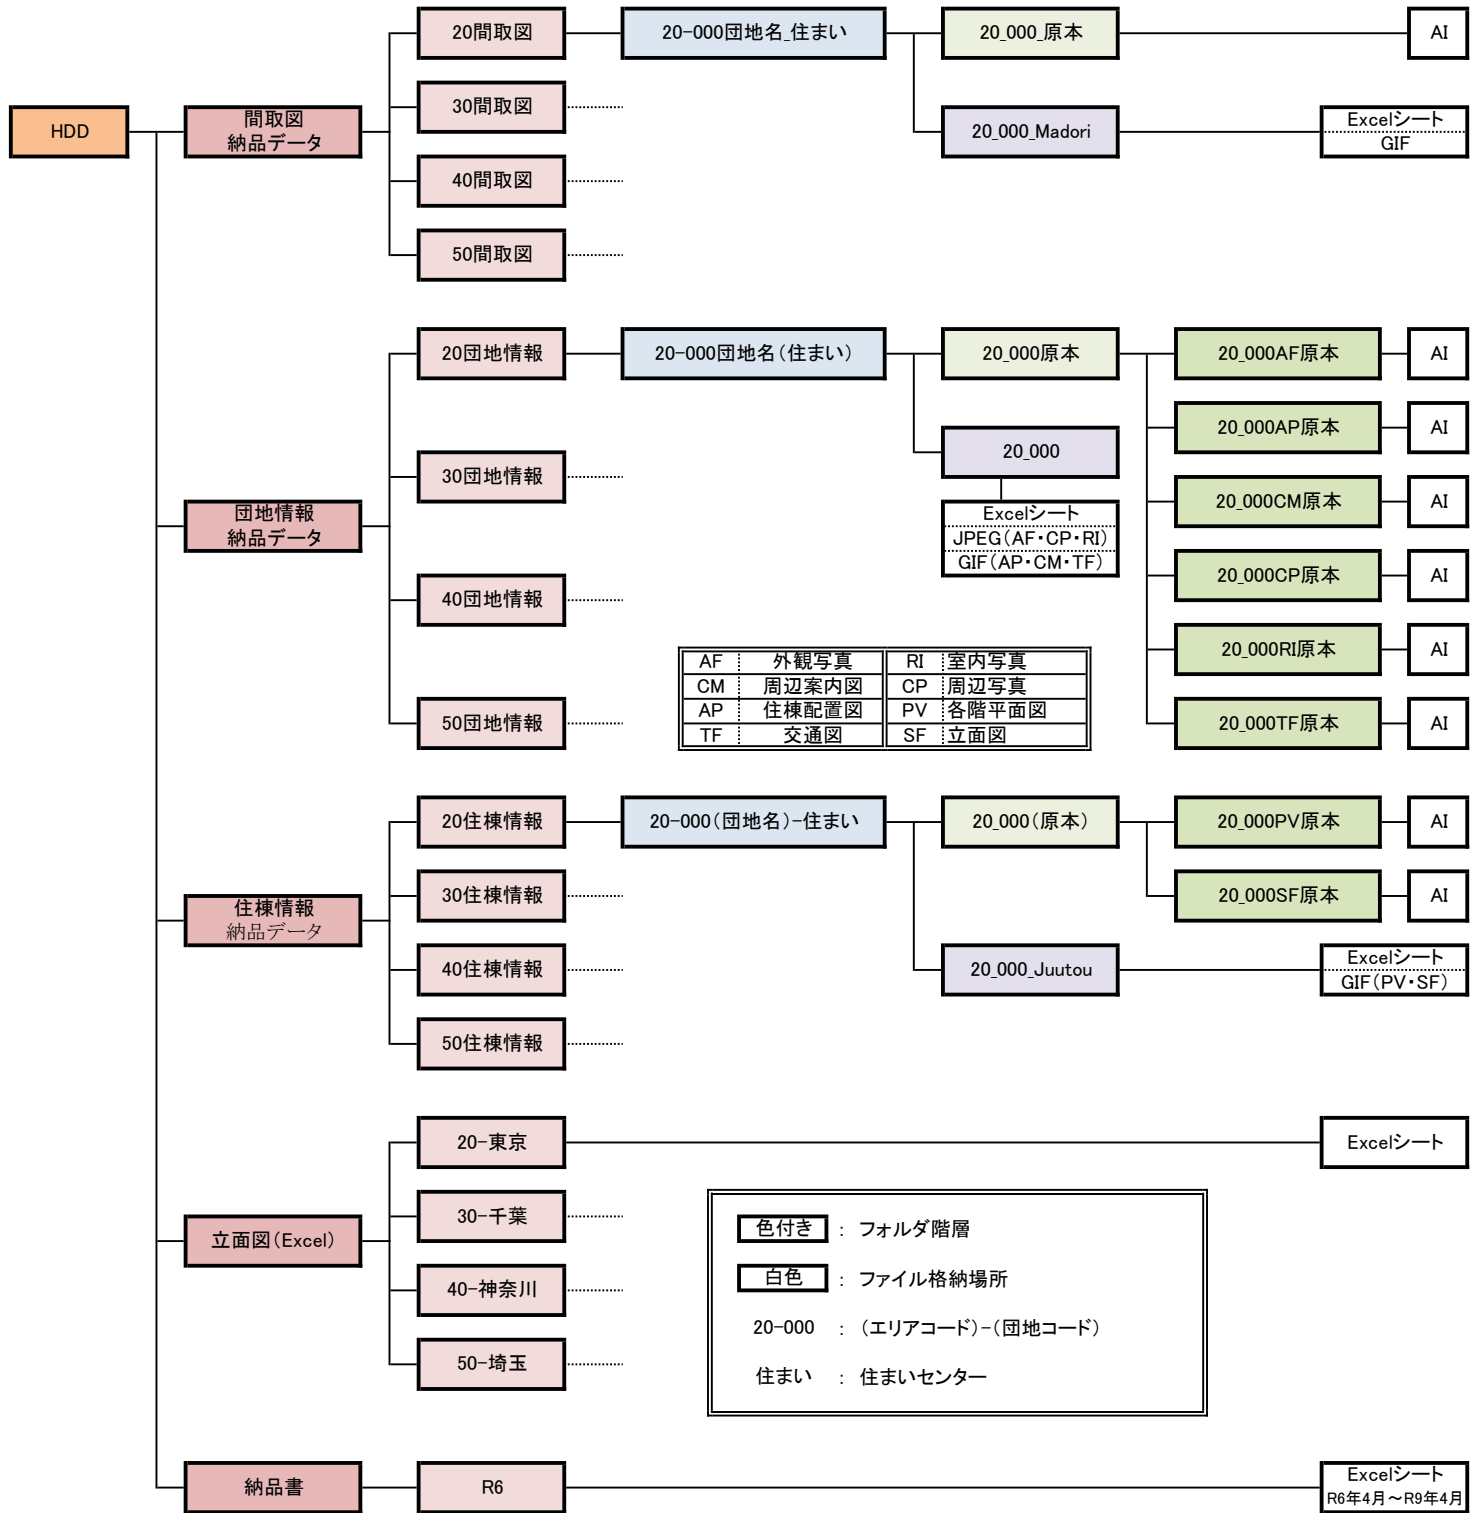 20間取図
20-000団地名_住まい
20_000_原本
AI
HDD
間取図
納品データ
30間取図
20_000_Madori
Excelシート
GIF
40間取図
50間取図
20団地情報
20-000団地名(住まい)
20_000原本
20_000AF原本
AI
20_000AP原本
AI
20_000
30団地情報
団地情報
納品データ
Excelシート
JPEG(AF・CP・RI)
GIF(AP・CM・TF)
20_000CM原本
AI
20_000CP原本
AI
40団地情報
20_000RI原本
AI
AF 外観写真 RI 室内写真
CM 周辺案内図 CP 周辺写真
AP 住棟配置図 PV 各階平面図
TF 交通図 SF 立面図
50団地情報
20_000TF原本
AI
20住棟情報
20-000(団地名)-住まい
20_000(原本)
20_000PV原本
AI
30住棟情報
20_000SF原本
AI
住棟情報
納品データ
40住棟情報
20_000_Juutou
Excelシート
GIF(PV・SF)
50住棟情報
20-東京
Excelシート
30-千葉
立面図(Excel)
40-神奈川
50-埼玉
色付き : フォルダ階層
白色 : ファイル格納場所
20-000 : (エリアコード)-(団地コード)
住まい : 住まいセンター
納品書
R6
Excelシート
R6年4月～R9年4月